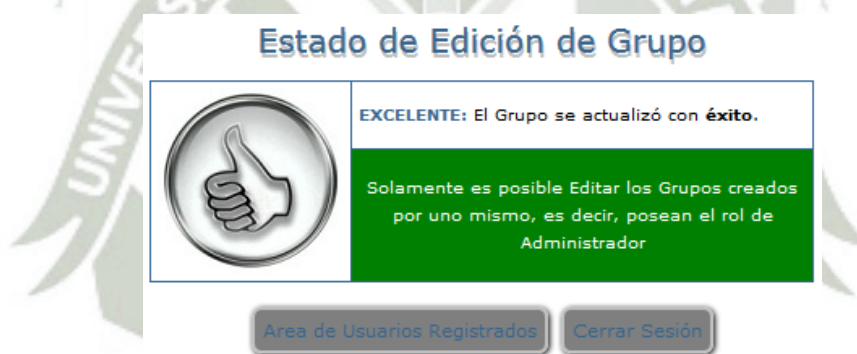 Estado de Edición de Grupo
EXCELENTE: El Grupo se actualizó con éxito.
Solamente es posible Editar los Grupos creados
por uno mismo, es decir, posean el rol de
Administrador
Area de Usuarios Registrados
Cerrar Sesión